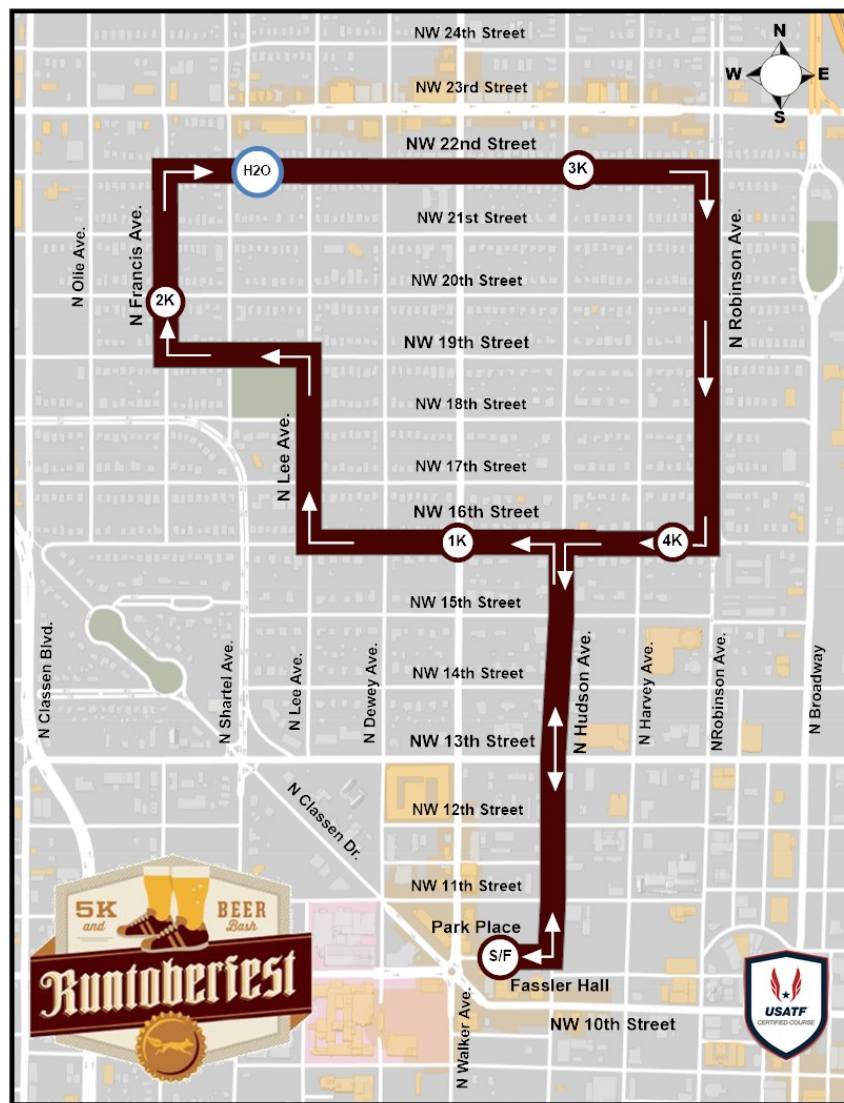 NW 24th Street
N
W
E
S
NW 23rd Street
NW 22nd Street
H2O
3K
NW 21st Street
N Olie Ave.
N Francis Ave.
N Robinson Ave.
NW 20th Street
2K
NW 19th Street
NW 18th Street
N Lee Ave.
NW 17th Street
NW 16th Street
1K
4K
NW 15th Street
N Classen Blvd.
N Shartel Ave.
N Lee Ave.
N Dewey Ave.
NW 14th Street
N Hudson Ave.
N Harvey Ave.
NRobinson Ave.
N Broadway
NW 13th Street
N Classen Dr.
NW 12th Street
NW 11th Street
Park Place
S/F
Fassler Hall
N Walker Ave.
NW 10th Street
5K
and
BEER
Bash
Runtoberfest
USATF
CERTIFIED COURSE